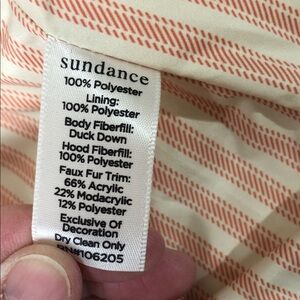 sundance
100% Polyester
Lining:
100% Polyester
Body Fiberfill:
Duck Down
Hood Fiberfill:
100% Polyester
Faux Fur Trim:
66% Acrylic
22% Modacrylic
12% Polyester
Exclusive Of
Decoration
Dry Clean Only
RN#106205